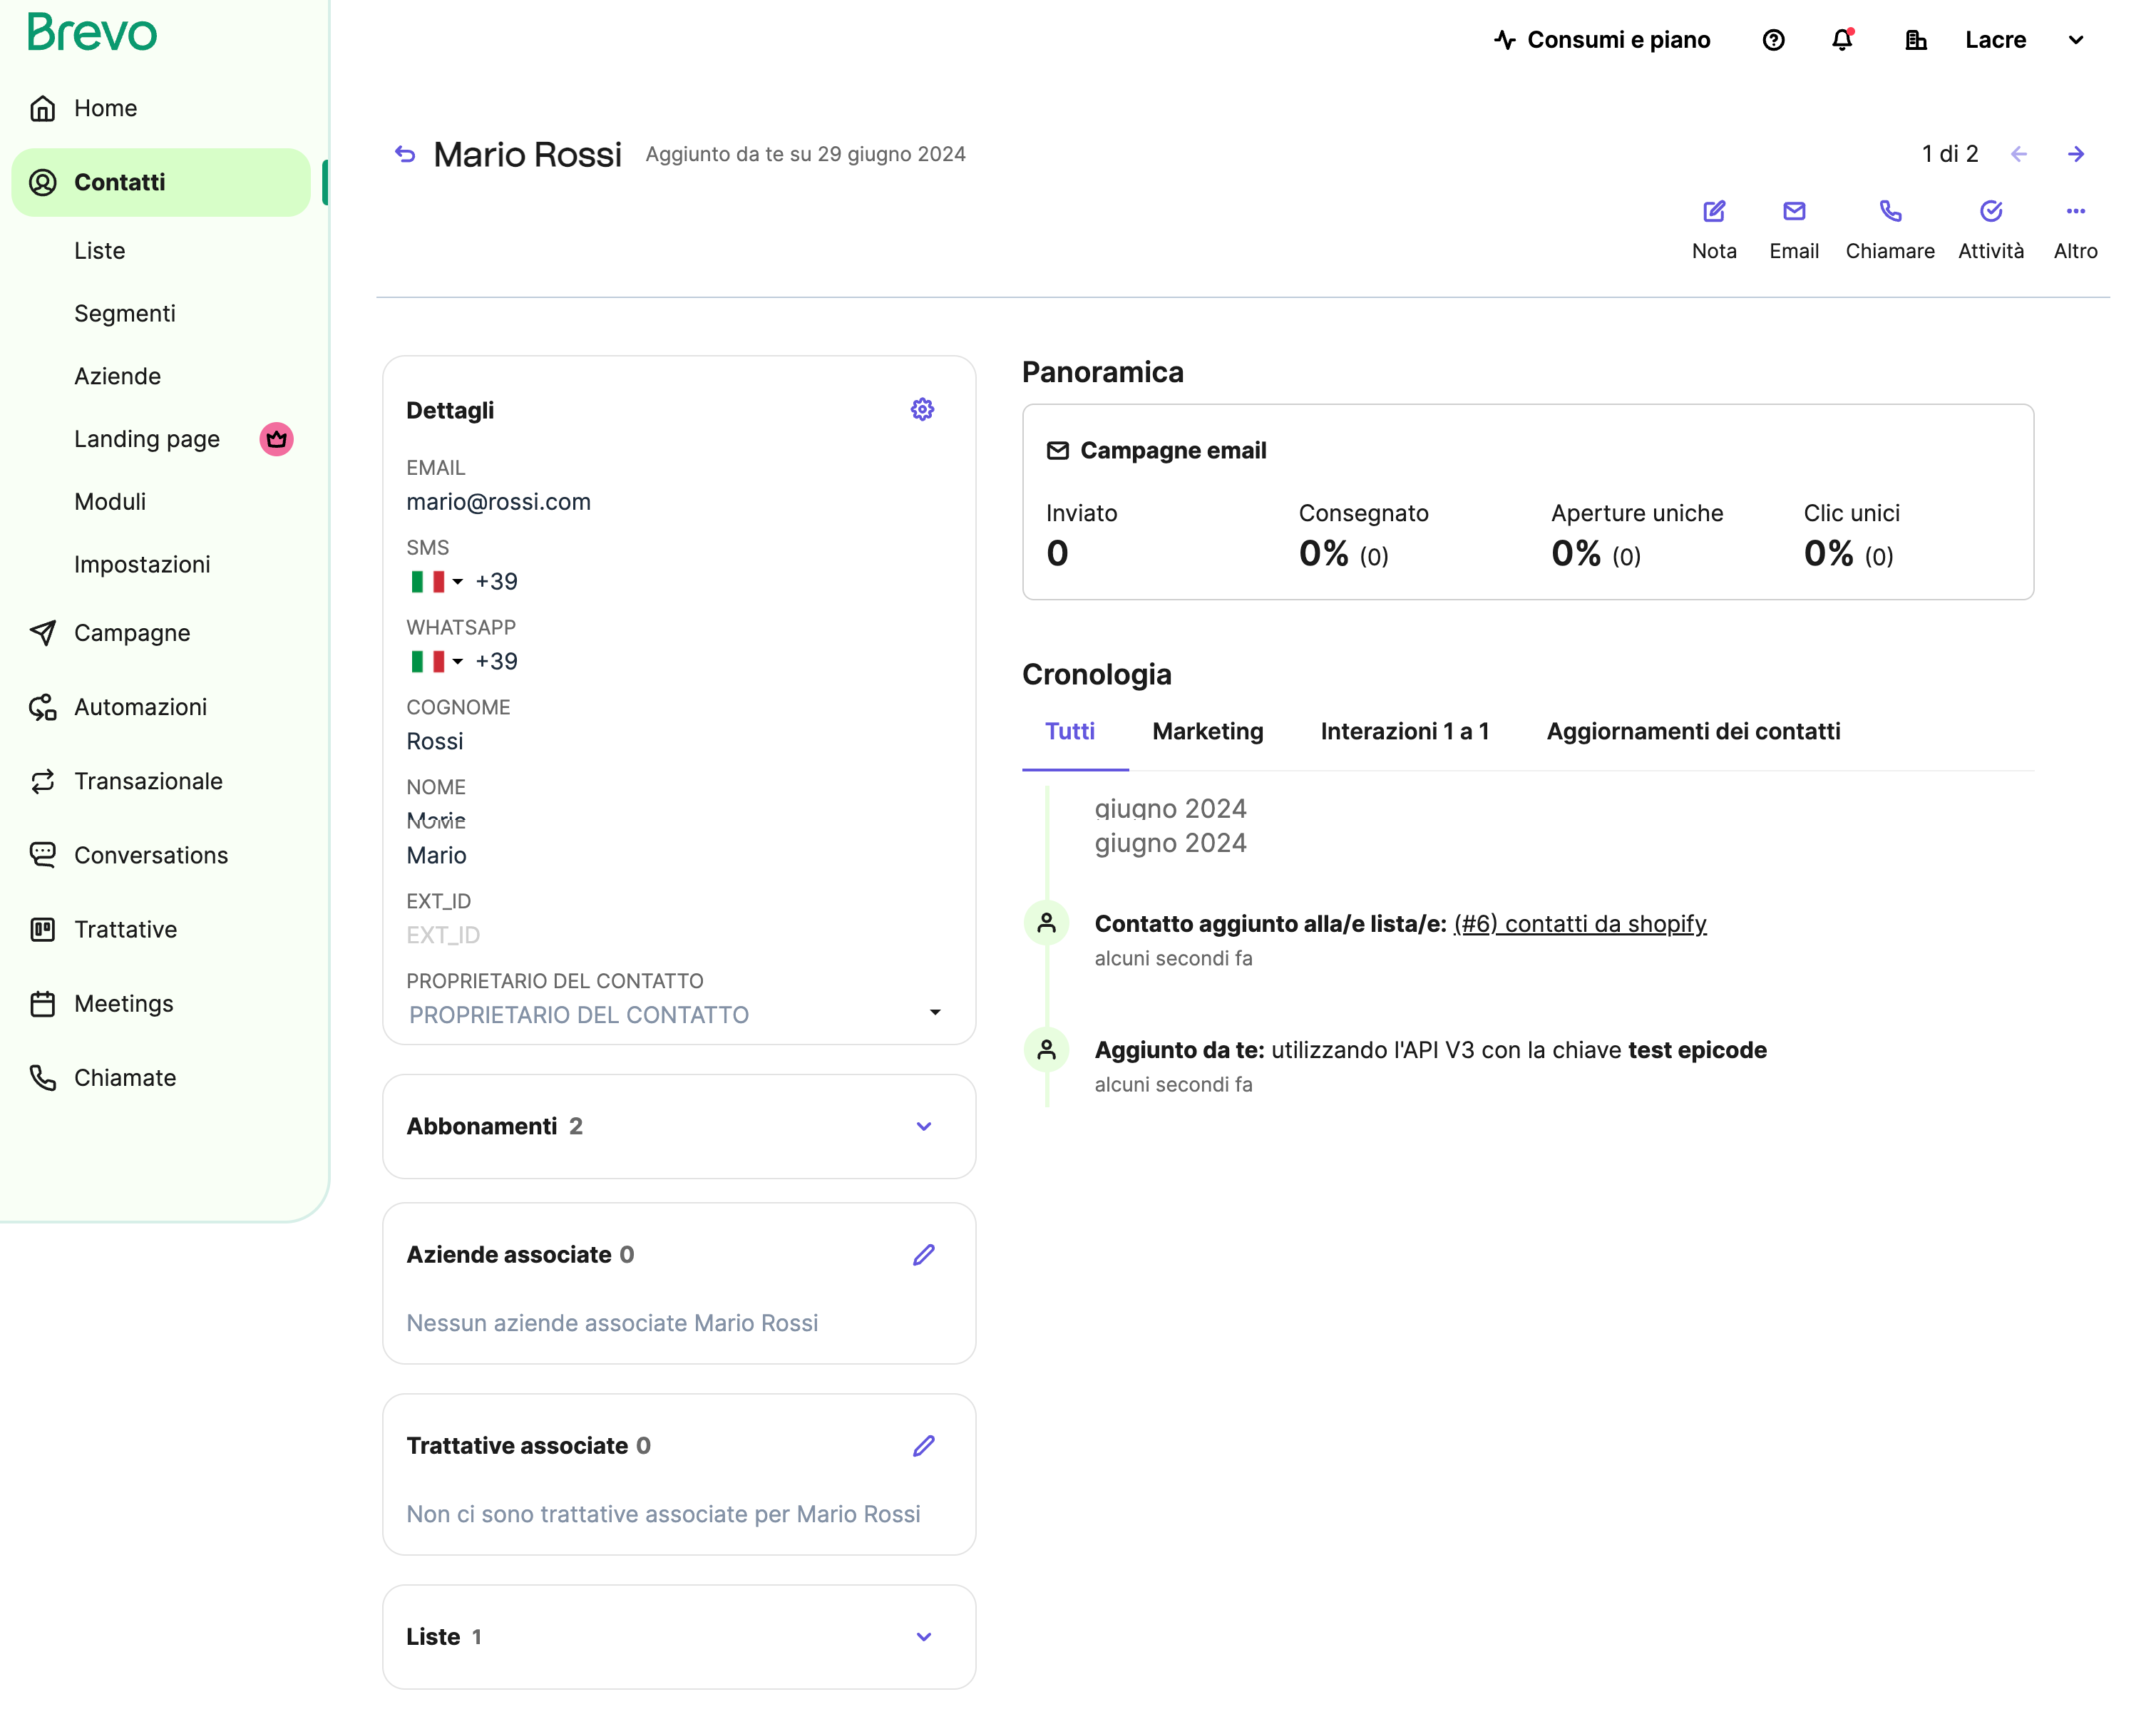 Brevo
Consumi e piano
Lacre
Home
Contatti
Liste
Segmenti
Aziende
Landing page
Moduli
Impostazioni
Campagne
Automazioni
Transazionale
Conversations
Trattative
Meetings
Chiamate
Mario Rossi Aggiunto da te su 29 giugno 2024
1 di 2
Nota Email Chiamare Attività Altro
Dettagli
EMAIL
mario@rossi.com
SMS
+39
WHATSAPP
+39
COGNOME
Rossi
NOME
Mario
NOME
Mario
EXT_ID
EXT_ID
PROPRIETARIO DEL CONTATTO
PROPRIETARIO DEL CONTATTO
Abbonamenti 2
Aziende associate 0
Nessun aziende associate Mario Rossi
Trattative associate 0
Non ci sono trattative associate per Mario Rossi
Liste 1
Panoramica
Campagne email
Inviato Consegnato Aperture uniche Clic unici
0 0% (0) 0% (0) 0% (0)
Cronologia
Tutti Marketing Interazioni 1 a 1 Aggiornamenti dei contatti
giugno 2024
giugno 2024
Contatto aggiunto alla/e lista/e: (#6) contatti da shopify
alcuni secondi fa
Aggiunto da te: utilizzando l'API V3 con la chiave test epicode
alcuni secondi fa